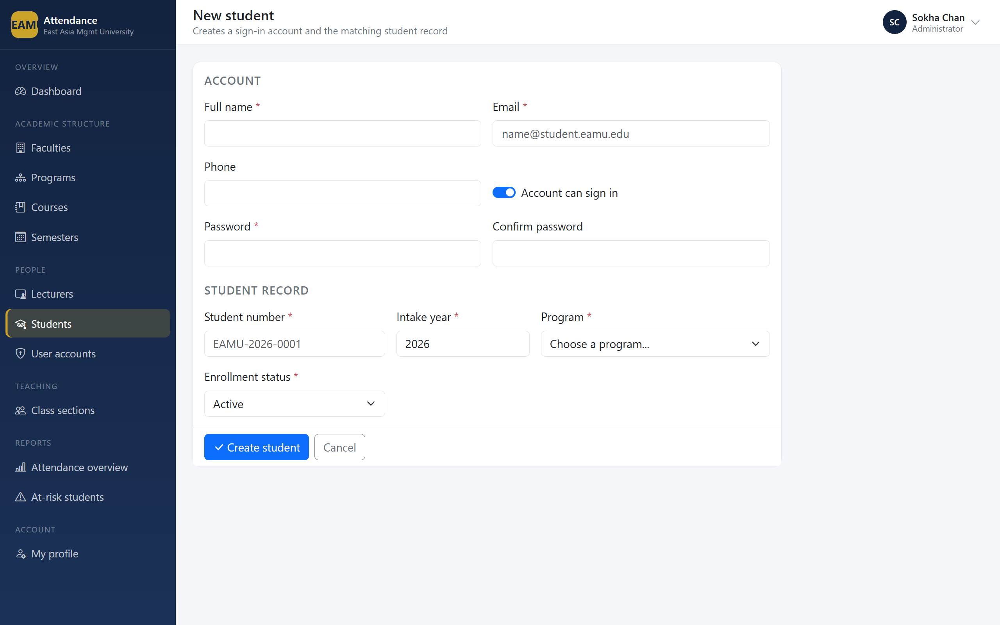 EAMU
Attendance
East Asia Mgmt University
OVERVIEW
Dashboard
ACADEMIC STRUCTURE
Faculties
Programs
Courses
Semesters
PEOPLE
Lecturers
Students
User accounts
TEACHING
Class sections
REPORTS
Attendance overview
At-risk students
ACCOUNT
My profile
New student
Creates a sign-in account and the matching student record
SC
Sokha Chan
Administrator
ACCOUNT
Full name *
Email *
name@student.eamu.edu
Phone
Account can sign in
Password *
Confirm password
STUDENT RECORD
Student number *
Intake year *
Program *
EAMU-2026-0001
2026
Choose a program...
Enrollment status *
Active
Create student
Cancel